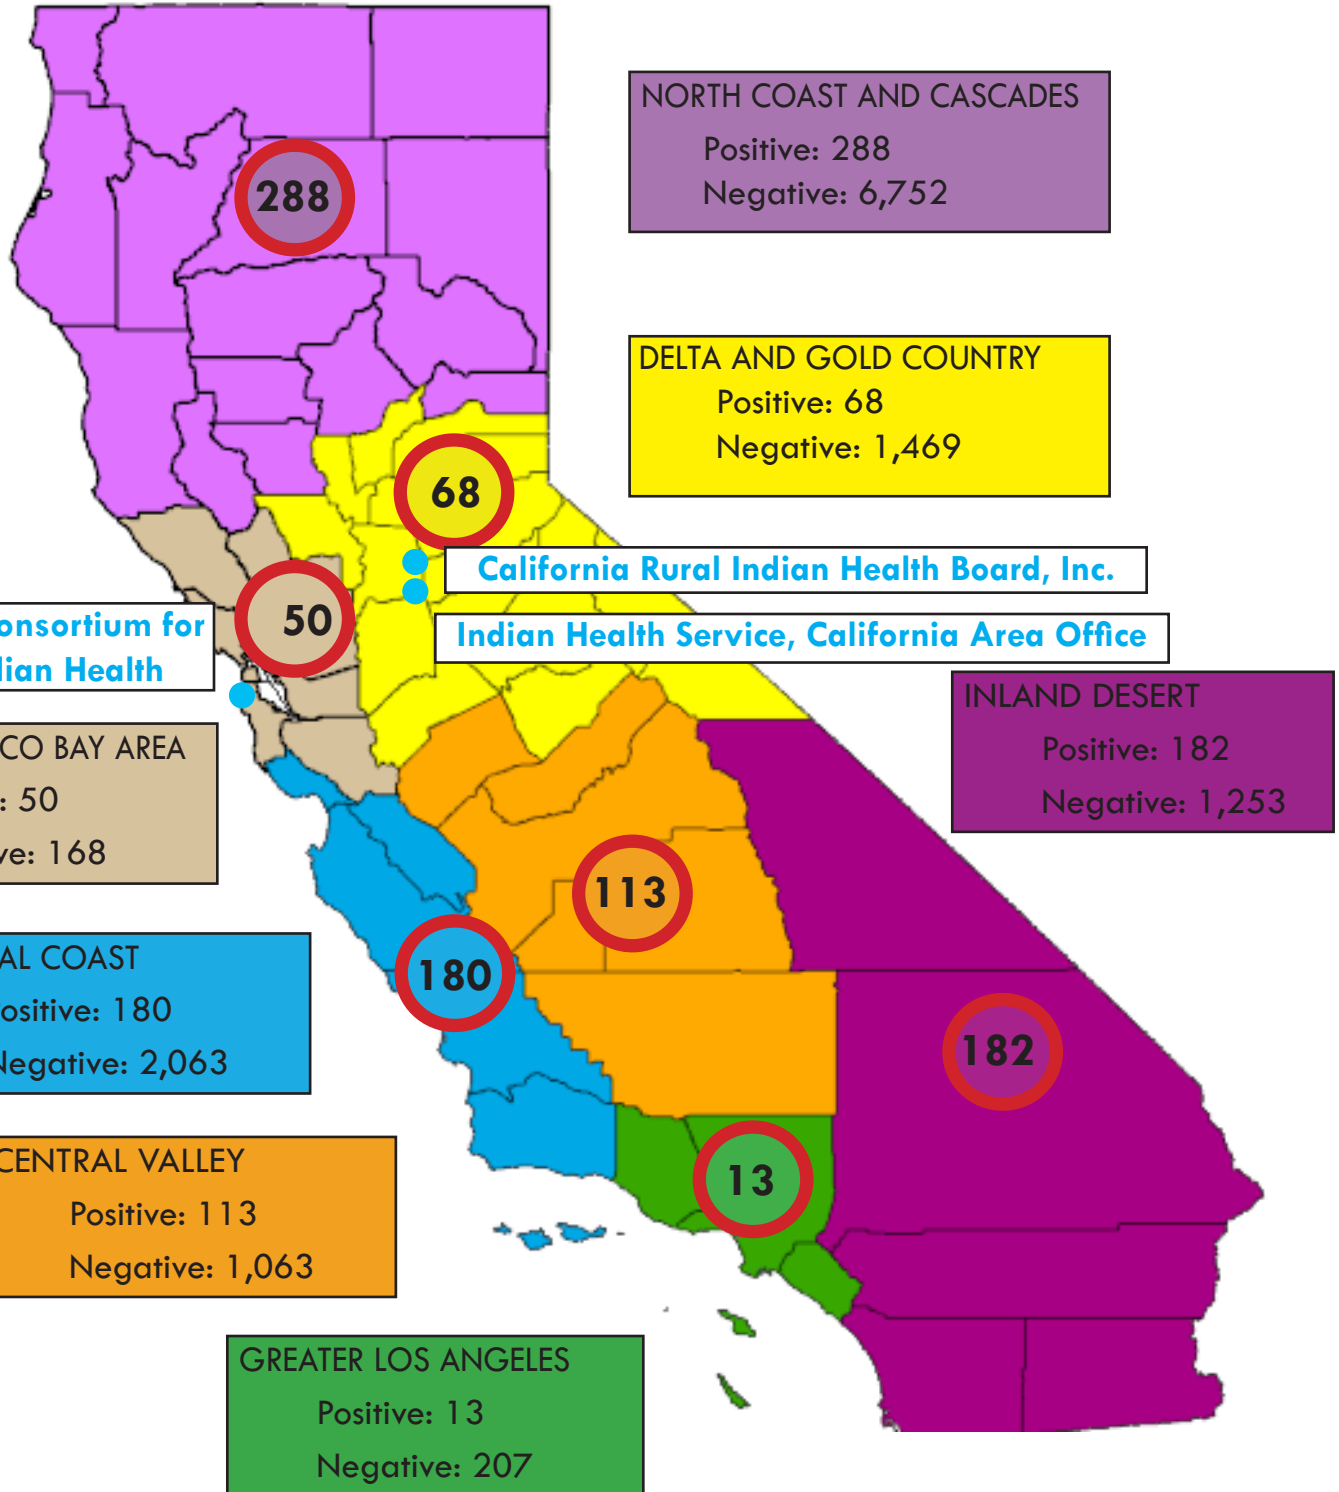 NORTH COAST AND CASCADES
Positive: 288
Negative: 6,752
288
DELTA AND GOLD COUNTRY
Positive: 68
Negative: 1,469
68
California Rural Indian Health Board, Inc.
Indian Health Service, California Area Office
onsortium for
dian Health
50
CO BAY AREA
: 50
ve: 168
INLAND DESERT
Positive: 182
Negative: 1,253
113
180
182
AL COAST
ositive: 180
Negative: 2,063
CENTRAL VALLEY
Positive: 113
Negative: 1,063
13
GREATER LOS ANGELES
Positive: 13
Negative: 207